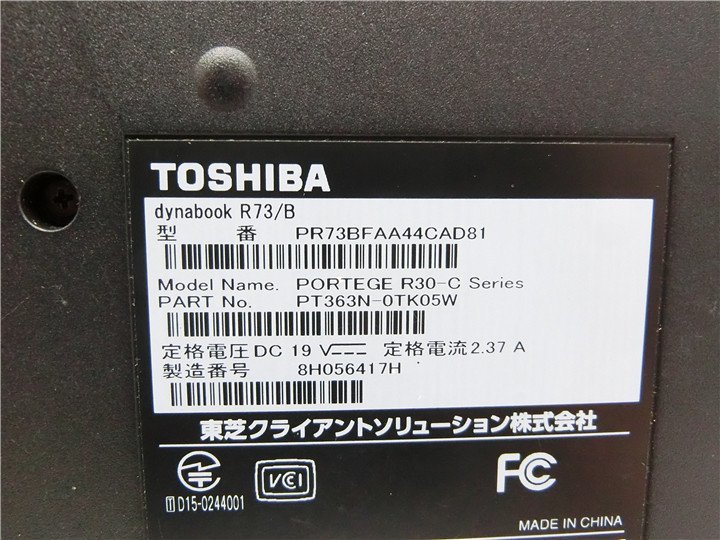 TOSHIBA
dynabook R73/B
型 番 PR73BFAA44CAD81
Model Name. PORTEGE R30-C Series
PART No. PT363N-0TK05W
定格電圧 DC 19 V 定格電流 2.37 A
製造番号 8H056417H
東芝クライアントソリューション株式会社
VCCI FC
T D15-0244001
MADE IN CHINA